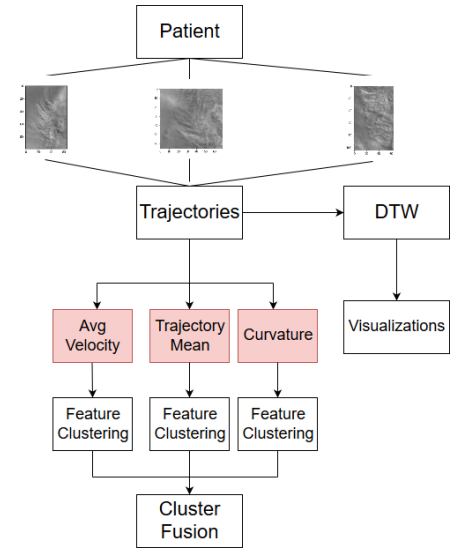 Patient
Trajectories
DTW
Avg
Velocity
Trajectory
Mean
Curvature
Visualizations
Feature
Clustering
Feature
Clustering
Feature
Clustering
Cluster
Fusion